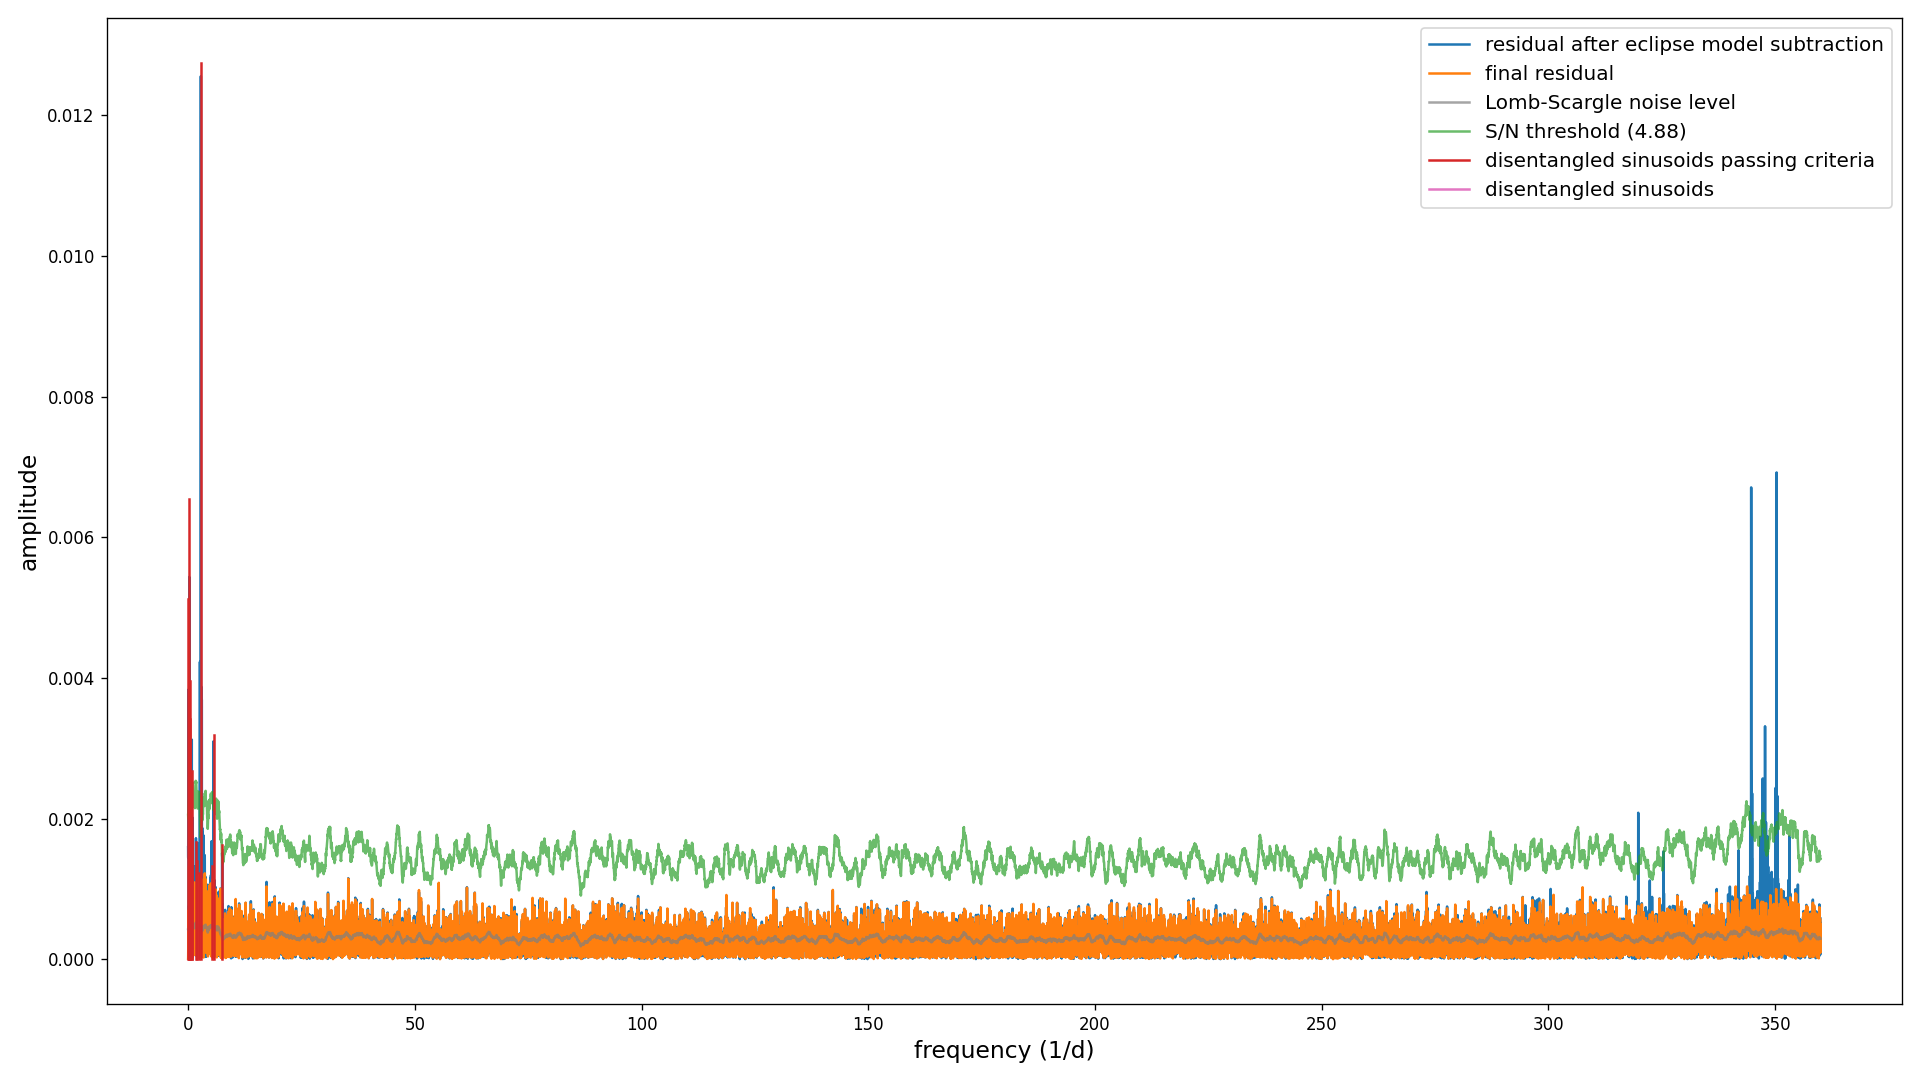 residual after eclipse model subtraction
final residual
Lomb-Scargle noise level
S/N threshold (4.88)
disentangled sinusoids passing criteria
disentangled sinusoids
amplitude
0.012
0.010
0.008
0.006
0.004
0.002
0.000
0 50 100 150 200 250 300 350
frequency (1/d)